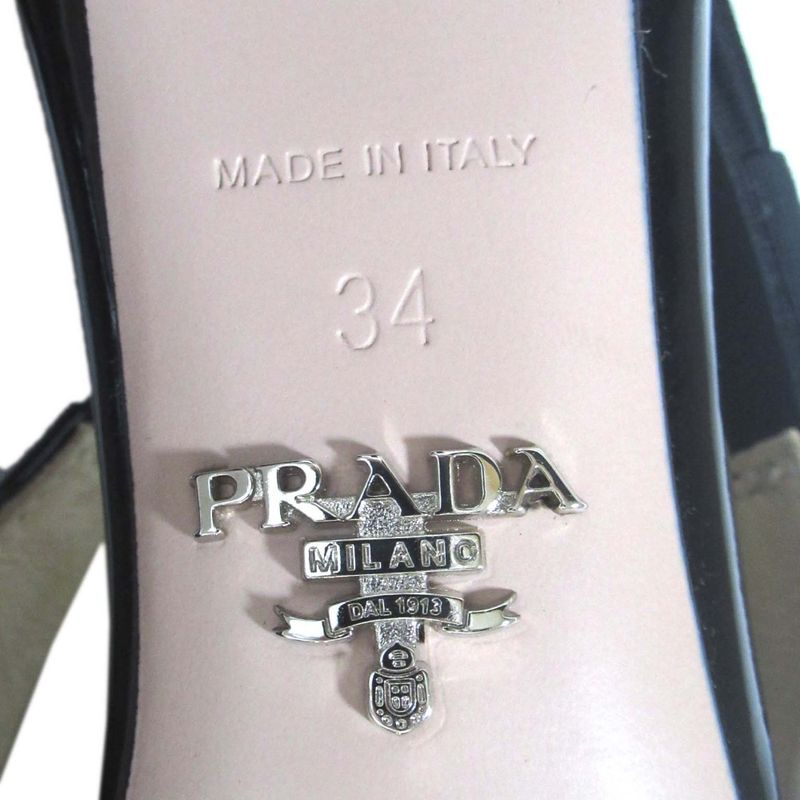 MADE IN ITALY
34
PRADA
MILANO
DAL 1913